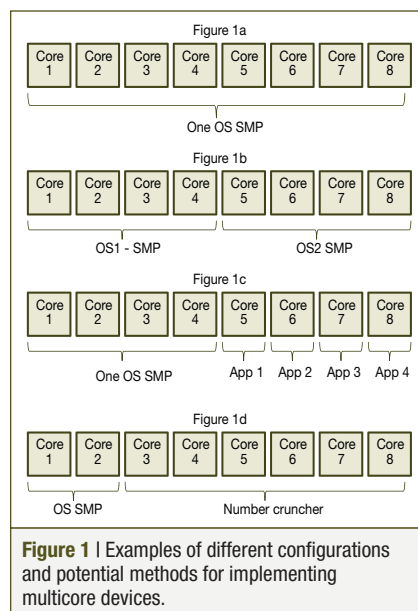 Figure 1a
Core 1 Core 2 Core 3 Core 4 Core 5 Core 6 Core 7 Core 8
One OS SMP
Figure 1b
Core 1 Core 2 Core 3 Core 4 Core 5 Core 6 Core 7 Core 8
OS1 - SMP OS2 SMP
Figure 1c
Core 1 Core 2 Core 3 Core 4 Core 5 Core 6 Core 7 Core 8
One OS SMP App 1 App 2 App 3 App 4
Figure 1d
Core 1 Core 2 Core 3 Core 4 Core 5 Core 6 Core 7 Core 8
OS SMP Number cruncher
Figure 1 | Examples of different configurations
and potential methods for implementing
multicore devices.